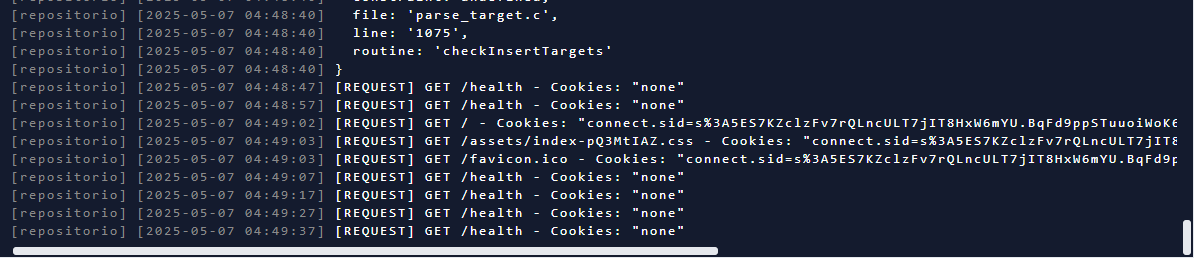 [repositorio] [2025-05-07 04:48:40]   file: 'parse_target.c',
[repositorio] [2025-05-07 04:48:40]   line: '1075',
[repositorio] [2025-05-07 04:48:40]   routine: 'checkInsertTargets'
[repositorio] [2025-05-07 04:48:40] }
[repositorio] [2025-05-07 04:48:47] [REQUEST] GET /health - Cookies: "none"
[repositorio] [2025-05-07 04:48:57] [REQUEST] GET /health - Cookies: "none"
[repositorio] [2025-05-07 04:49:02] [REQUEST] GET / - Cookies: "connect.sid=s%3A5ES7KZclzFv7rQLncULT7jIT8HxW6mYU.BqFd9ppSTuuoiWoK6
[repositorio] [2025-05-07 04:49:03] [REQUEST] GET /assets/index-pQ3MtIAZ.css - Cookies: "connect.sid=s%3A5ES7KZclzFv7rQLncULT7jIT8
[repositorio] [2025-05-07 04:49:03] [REQUEST] GET /favicon.ico - Cookies: "connect.sid=s%3A5ES7KZclzFv7rQLncULT7jIT8HxW6mYU.BqFd9p
[repositorio] [2025-05-07 04:49:07] [REQUEST] GET /health - Cookies: "none"
[repositorio] [2025-05-07 04:49:17] [REQUEST] GET /health - Cookies: "none"
[repositorio] [2025-05-07 04:49:27] [REQUEST] GET /health - Cookies: "none"
[repositorio] [2025-05-07 04:49:37] [REQUEST] GET /health - Cookies: "none"